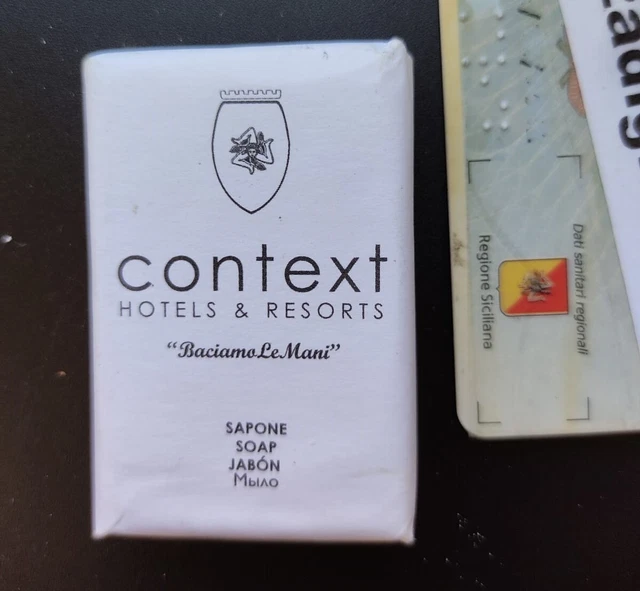 context
HOTELS & RESORTS
“BaciamoLeMani”
SAPONE
SOAP
JABÓN
Мыло
Dati sanitari regionali
Regione Siciliana